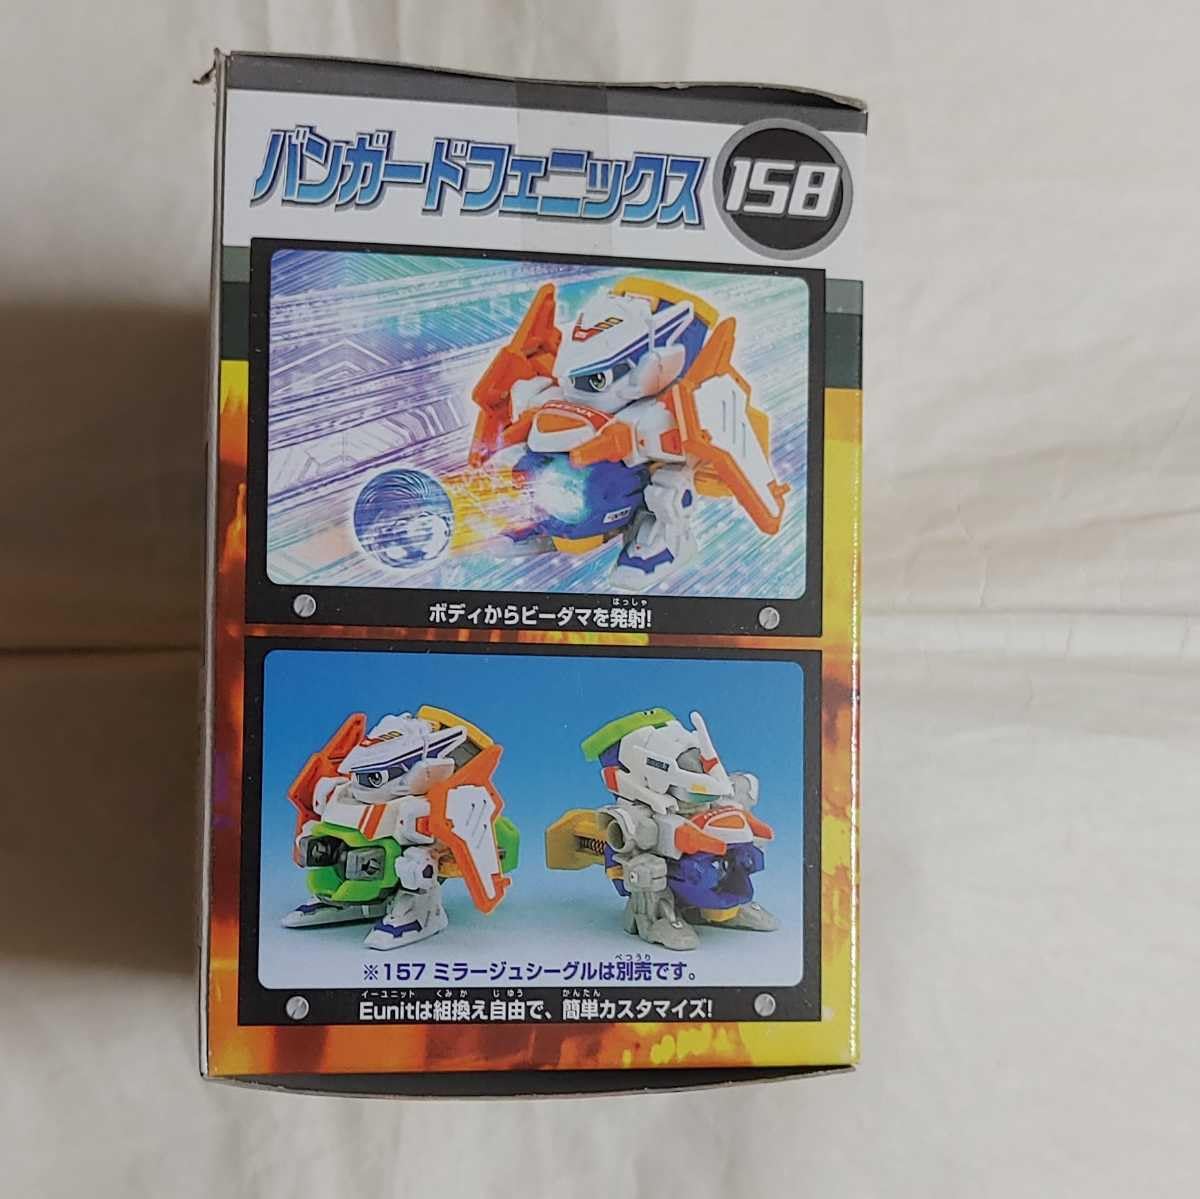 バンガードフェニックス
158
はっしゃ
ボディからビーダマを発射!
べつうり
※157 ミラージュシーグルは別売です。
イーユニット くみか じゆう かんたん
Eunitは組換え自由で、簡単カスタマイズ!